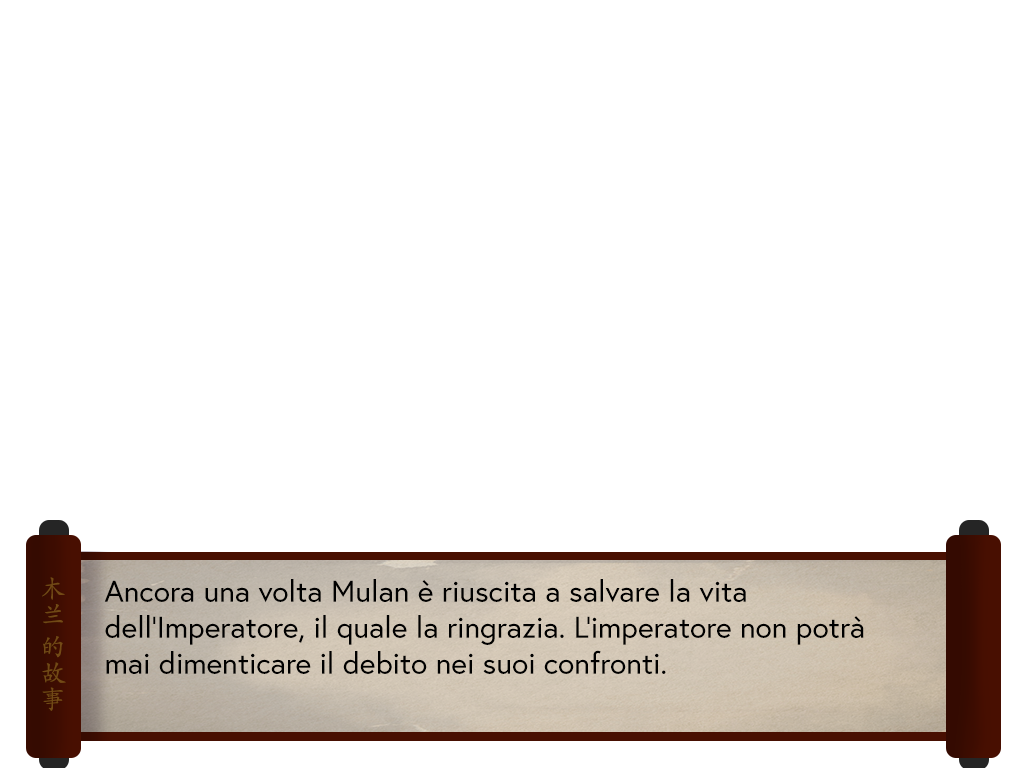 木兰的故事
Ancora una volta Mulan è riuscita a salvare la vita
dell'Imperatore, il quale la ringrazia. L'imperatore non potrà
mai dimenticare il debito nei suoi confronti.